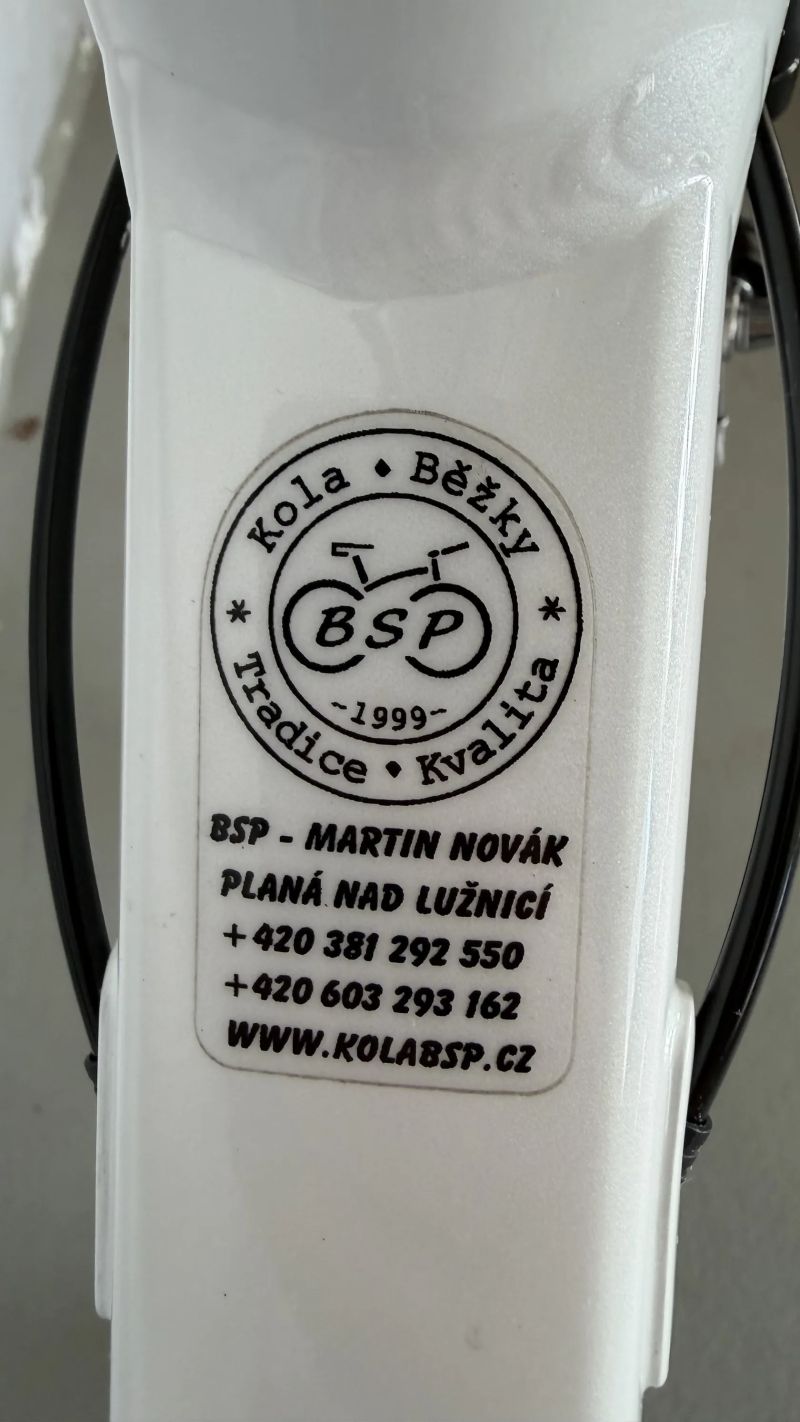 Kola ♦ Běžky
BSP
~1999~
* Tradice ♦ Kvalita *
BSP - MARTIN NOVÁK
PLANÁ NAD LUŽNICÍ
+420 381 292 550
+420 603 293 162
WWW.KOLABSP.CZ